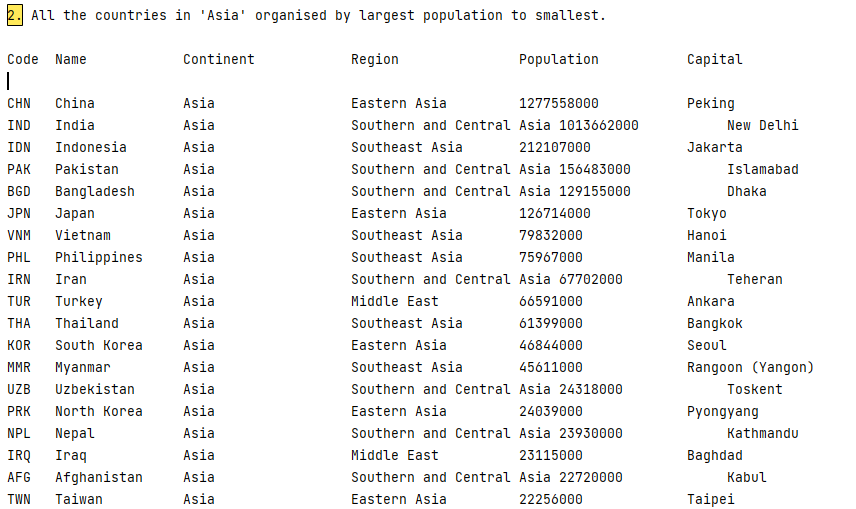 2. All the countries in 'Asia' organised by largest population to smallest.
Code Name Continent Region Population Capital
CHN China Asia Eastern Asia 1277558000 Peking
IND India Asia Southern and Central Asia 1013662000 New Delhi
IDN Indonesia Asia Southeast Asia 212107000 Jakarta
PAK Pakistan Asia Southern and Central Asia 156483000 Islamabad
BGD Bangladesh Asia Southern and Central Asia 129155000 Dhaka
JPN Japan Asia Eastern Asia 126714000 Tokyo
VNM Vietnam Asia Southeast Asia 79832000 Hanoi
PHL Philippines Asia Southeast Asia 75967000 Manila
IRN Iran Asia Southern and Central Asia 67702000 Teheran
TUR Turkey Asia Middle East 66591000 Ankara
THA Thailand Asia Southeast Asia 61399000 Bangkok
KOR South Korea Asia Eastern Asia 46844000 Seoul
MMR Myanmar Asia Southeast Asia 45611000 Rangoon (Yangon)
UZB Uzbekistan Asia Southern and Central Asia 24318000 Toskent
PRK North Korea Asia Eastern Asia 24039000 Pyongyang
NPL Nepal Asia Southern and Central Asia 23930000 Kathmandu
IRQ Iraq Asia Middle East 23115000 Baghdad
AFG Afghanistan Asia Southern and Central Asia 22720000 Kabul
TWN Taiwan Asia Eastern Asia 22256000 Taipei